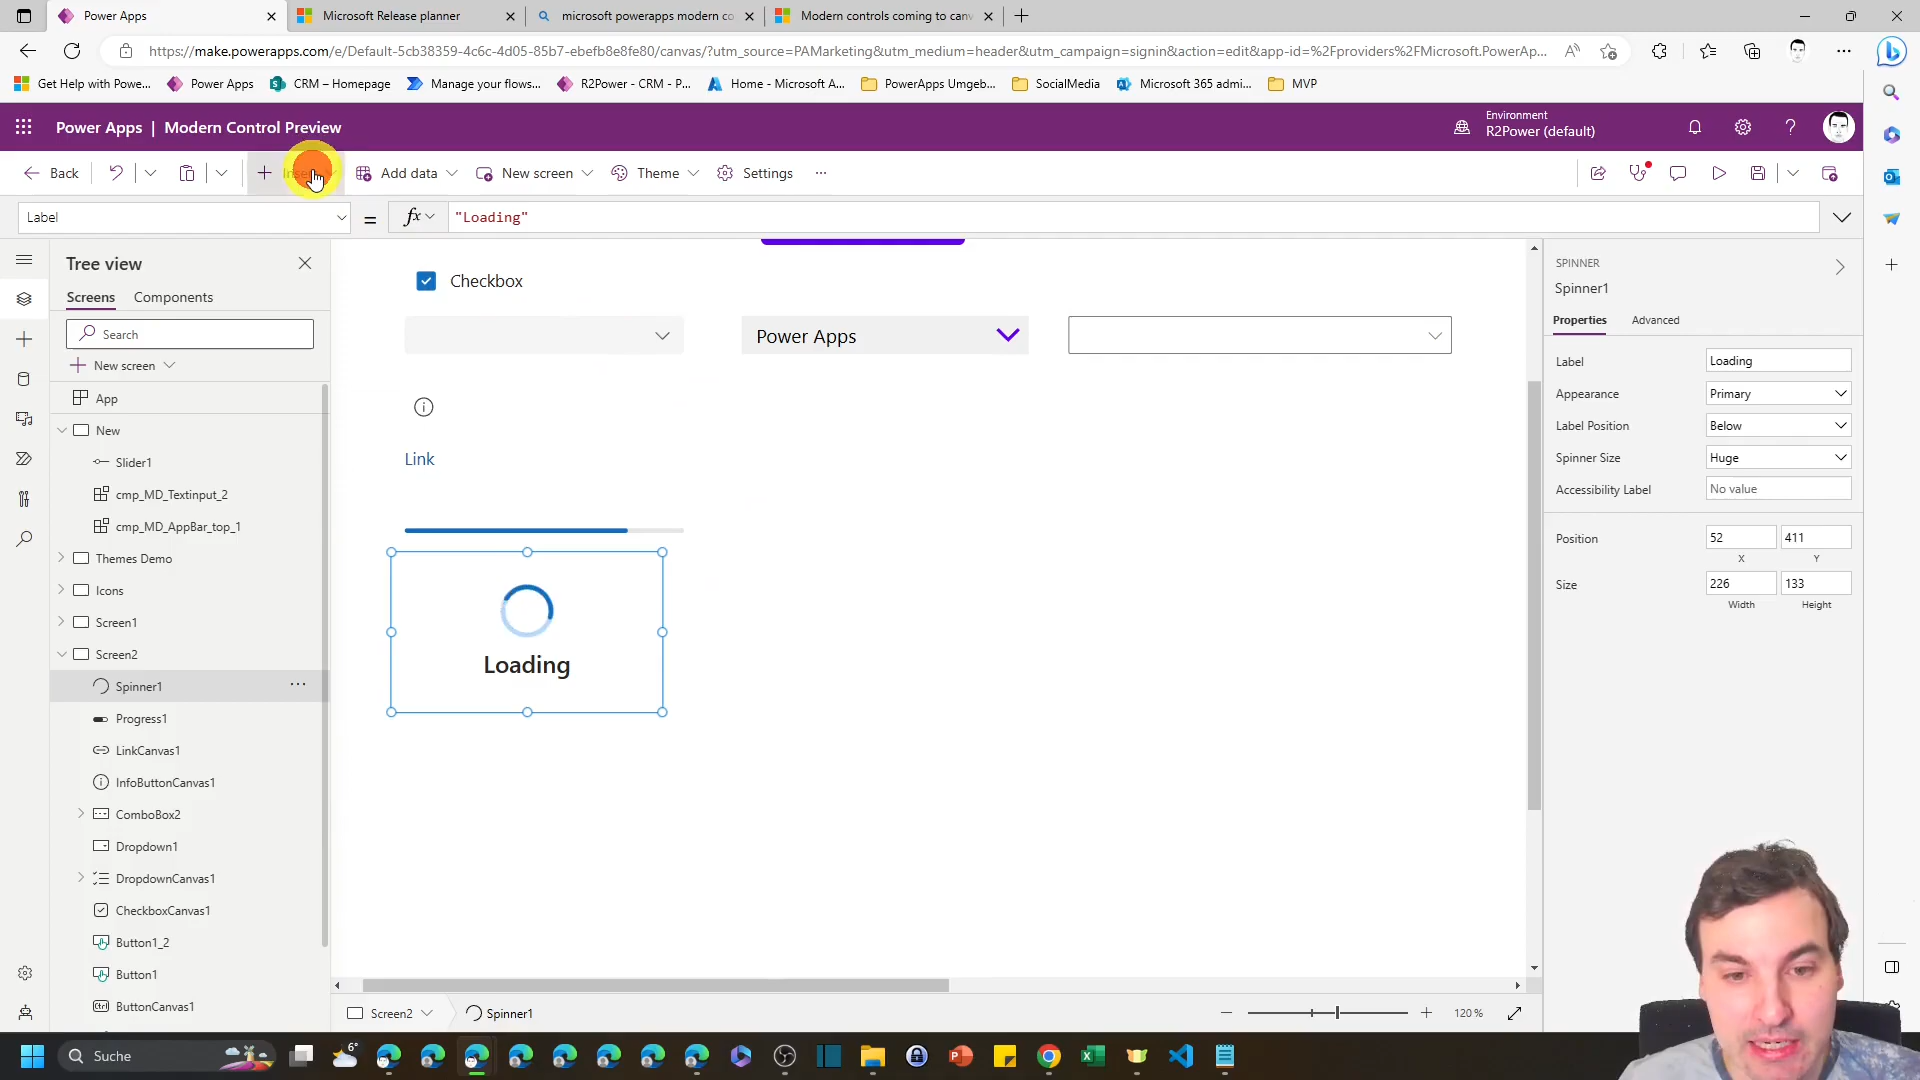 Power Apps
Microsoft Release planner
microsoft powerapps modern co
Modern controls coming to canv
https://make.powerapps.com/e/Default-5cb38359-4c6c-4d05-85b7-ebefb8e8fe80/canvas/?utm_source=PAMarketing&utm_medium=header&utm_campaign=signin&action=edit&app-id=%2Fproviders%2FMicrosoft.PowerAp...
Get Help with Powe...
Power Apps
CRM – Homepage
Manage your flows...
R2Power - CRM - P...
Home - Microsoft A...
PowerApps Umgeb...
SocialMedia
Microsoft 365 admi...
MVP
Power Apps | Modern Control Preview
Environment
R2Power (default)
Back
Add data
New screen
Theme
Settings
Label
=
fx
"Loading"
Tree view
Screens
Components
Search
New screen
App
New
Slider1
cmp_MD_Textinput_2
cmp_MD_AppBar_top_1
Themes Demo
Icons
Screen1
Screen2
Spinner1
Progress1
LinkCanvas1
InfoButtonCanvas1
ComboBox2
Dropdown1
DropdownCanvas1
CheckboxCanvas1
Button1_2
Button1
ButtonCanvas1
Checkbox
Power Apps
Link
Loading
SPINNER
Spinner1
Properties
Advanced
Label
Loading
Appearance
Primary
Label Position
Below
Spinner Size
Huge
Accessibility Label
No value
Position
52
411
X
Y
Size
226
133
Width
Height
Screen2
Spinner1
120 %
Suche
6°